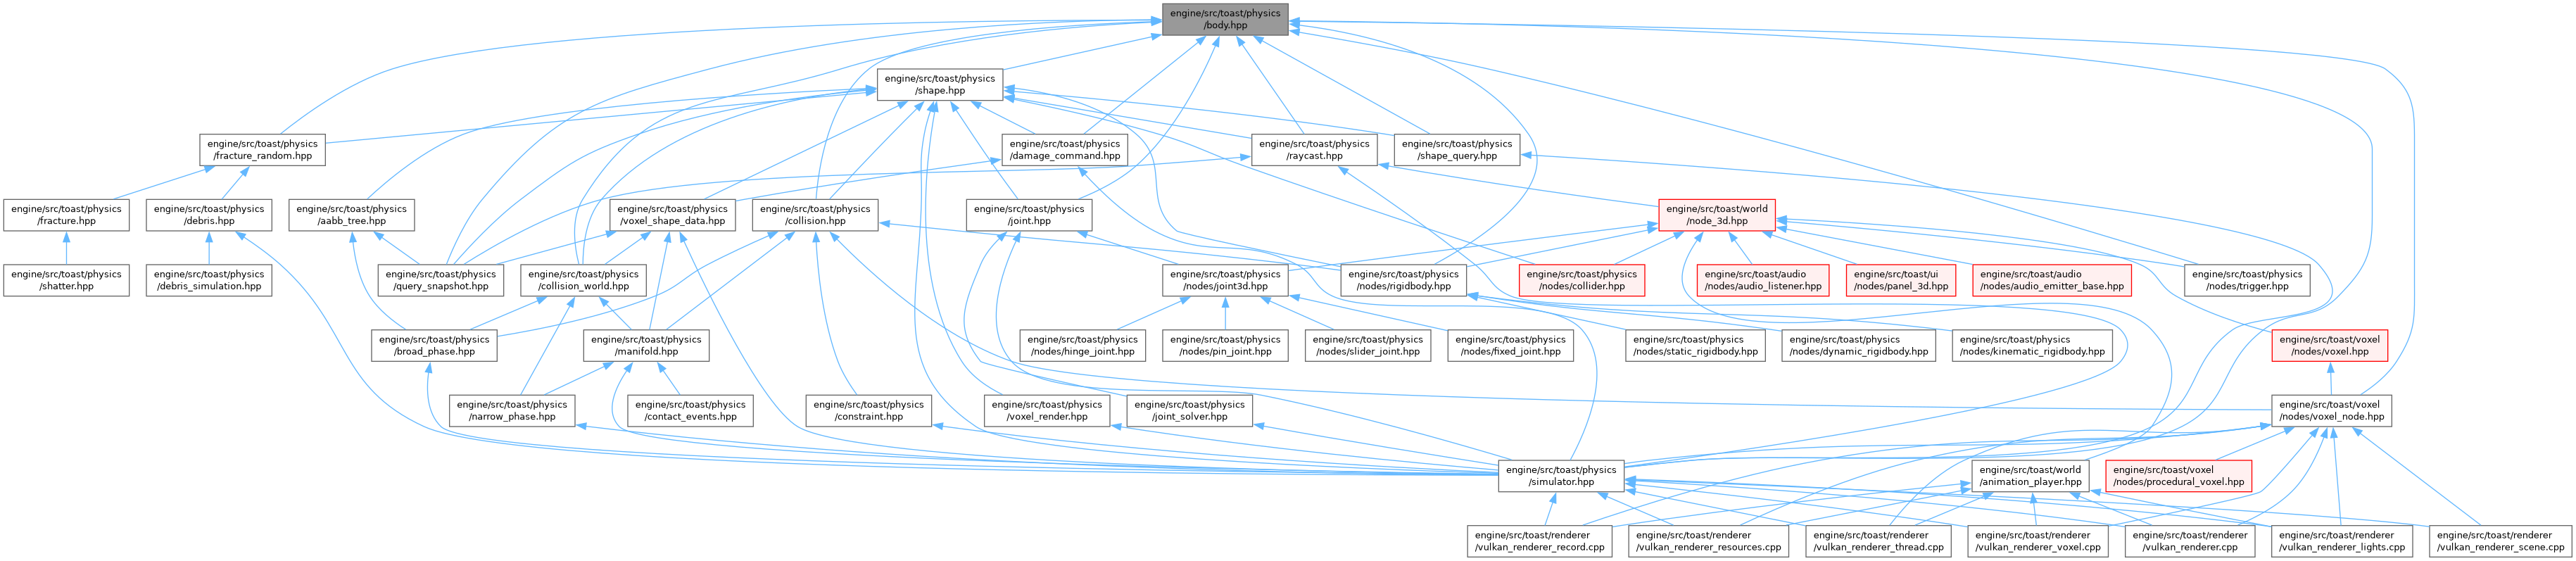 engine/src/toast/physics
/body.hpp
engine/src/toast/physics
/shape.hpp
engine/src/toast/physics
/fracture_random.hpp
engine/src/toast/physics
/damage_command.hpp
engine/src/toast/physics
/raycast.hpp
engine/src/toast/physics
/shape_query.hpp
engine/src/toast/physics
/fracture.hpp
engine/src/toast/physics
/debris.hpp
engine/src/toast/physics
/aabb_tree.hpp
engine/src/toast/physics
/voxel_shape_data.hpp
engine/src/toast/physics
/collision.hpp
engine/src/toast/physics
/joint.hpp
engine/src/toast/world
/node_3d.hpp
engine/src/toast/physics
/shatter.hpp
engine/src/toast/physics
/debris_simulation.hpp
engine/src/toast/physics
/query_snapshot.hpp
engine/src/toast/physics
/collision_world.hpp
engine/src/toast/physics
/nodes/joint3d.hpp
engine/src/toast/physics
/nodes/rigidbody.hpp
engine/src/toast/physics
/nodes/collider.hpp
engine/src/toast/audio
/nodes/audio_listener.hpp
engine/src/toast/ui
/nodes/panel_3d.hpp
engine/src/toast/audio
/nodes/audio_emitter_base.hpp
engine/src/toast/physics
/nodes/trigger.hpp
engine/src/toast/physics
/broad_phase.hpp
engine/src/toast/physics
/manifold.hpp
engine/src/toast/physics
/nodes/hinge_joint.hpp
engine/src/toast/physics
/nodes/pin_joint.hpp
engine/src/toast/physics
/nodes/slider_joint.hpp
engine/src/toast/physics
/nodes/fixed_joint.hpp
engine/src/toast/physics
/nodes/static_rigidbody.hpp
engine/src/toast/physics
/nodes/dynamic_rigidbody.hpp
engine/src/toast/physics
/nodes/kinematic_rigidbody.hpp
engine/src/toast/voxel
/nodes/voxel.hpp
engine/src/toast/physics
/narrow_phase.hpp
engine/src/toast/physics
/contact_events.hpp
engine/src/toast/physics
/constraint.hpp
engine/src/toast/physics
/voxel_render.hpp
engine/src/toast/physics
/joint_solver.hpp
engine/src/toast/voxel
/nodes/voxel_node.hpp
engine/src/toast/physics
/simulator.hpp
engine/src/toast/world
/animation_player.hpp
engine/src/toast/voxel
/nodes/procedural_voxel.hpp
engine/src/toast/renderer
/vulkan_renderer_record.cpp
engine/src/toast/renderer
/vulkan_renderer_resources.cpp
engine/src/toast/renderer
/vulkan_renderer_thread.cpp
engine/src/toast/renderer
/vulkan_renderer_voxel.cpp
engine/src/toast/renderer
/vulkan_renderer.cpp
engine/src/toast/renderer
/vulkan_renderer_lights.cpp
engine/src/toast/renderer
/vulkan_renderer_scene.cpp